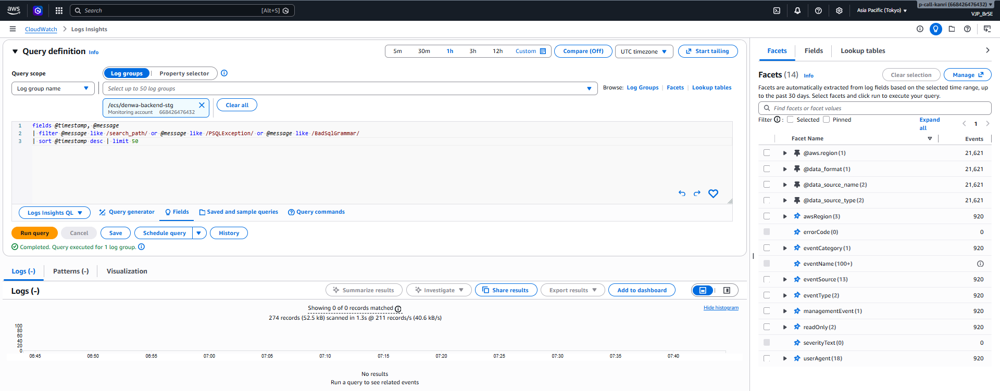 aws
Search [Alt+S]
Asia Pacific (Tokyo)
p-call-kanri (668426476432)
VJP_BrSE
CloudWatch
Logs Insights
Query definition Info
5m 30m 1h 3h 12h Custom
Compare (Off)
UTC timezone
Start tailing
Query scope
Log groups
Property selector
Log group name
Select up to 50 log groups
Browse: Log Groups Facets Lookup tables
/ecs/denwa-backend-stg
Monitoring account 668426476432
Clear all
1 fields @timestamp, @message
2 | filter @message like /search_path/ or @message like /PSQLException/ or @message like /BadSqlGrammar/
3 | sort @timestamp desc | limit 50
Logs Insights QL
Query generator
Fields
Saved and sample queries
Query commands
Run query
Cancel
Save
Schedule query
History
Completed. Query executed for 1 log group.
Logs (-)
Patterns (-)
Visualization
Logs (-)
Summarize results
Investigate
Share results
Export results
Add to dashboard
Showing 0 of 0 records matched
Hide histogram
274 records (52.5 kB) scanned in 1.3s @ 211 records/s (40.6 kB/s)
100
80
60
40
20
0
06:45 06:50 06:55 07:00 07:05 07:10 07:15 07:20 07:25 07:30 07:35 07:40
No results
Run a query to see related events
Facets
Fields
Lookup tables
Facets (14) Info
Clear selection
Manage
Facets are automatically extracted from log fields based on the selected time range, up
to the past 30 days. Select facets and click run to execute your query.
Find facets or facet values
Filter : Selected Pinned
Expand
all
1
Facet Name Events
@aws.region (1) 21,621
@data_format (1) 21,621
@data_source_name (2) 21,621
@data_source_type (2) 21,621
awsRegion (3) 920
errorCode (0) 0
eventCategory (1) 920
eventName (100+)
eventSource (13) 920
eventType (2) 920
managementEvent (1) 920
readOnly (2) 920
severityText (0) 0
userAgent (18) 920